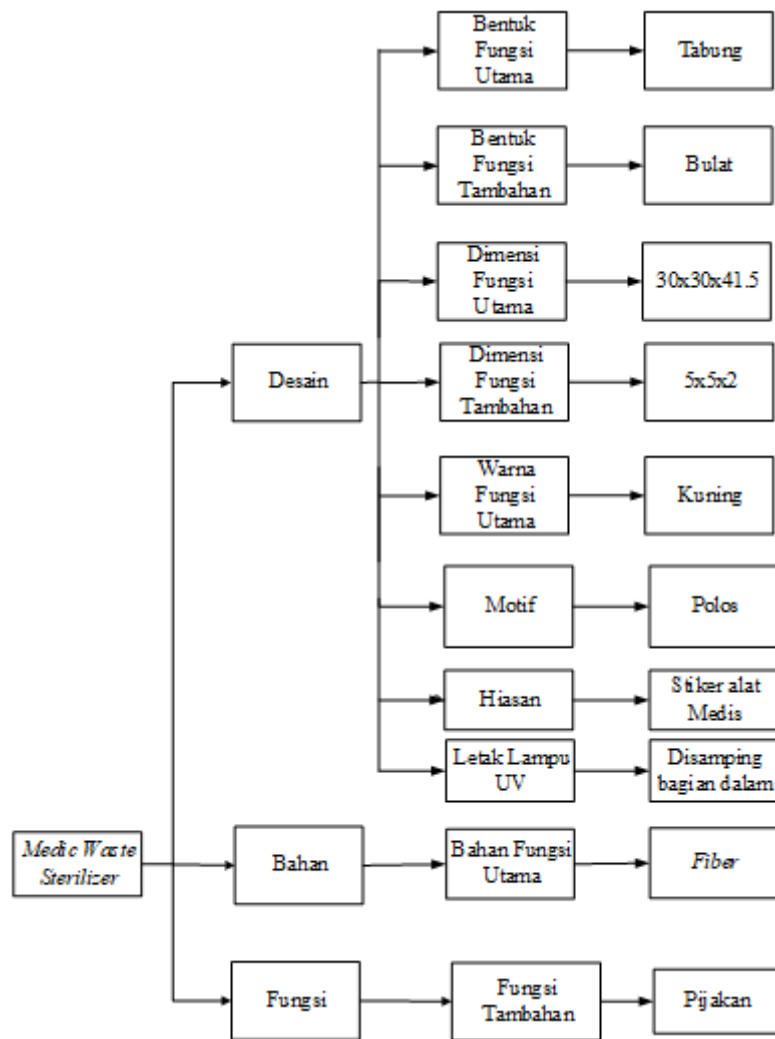 Bentuk
Fungsi
Utama
Tabung
Bentuk
Fungsi
Tambahan
Bulat
Dimensi
Fungsi
Utama
30x30x41.5
Desain
Dimensi
Fungsi
Tambahan
5x5x2
Warna
Fungsi
Utama
Kuning
Motif
Polos
Hiasan
Stiker alat
Medis
Letak Lampu
UV
Disamping
bagian dalam
Medic Waste
Sterilizer
Bahan
Bahan Fungsi
Utama
Fiber
Fungsi
Fungsi
Tambahan
Pijakan